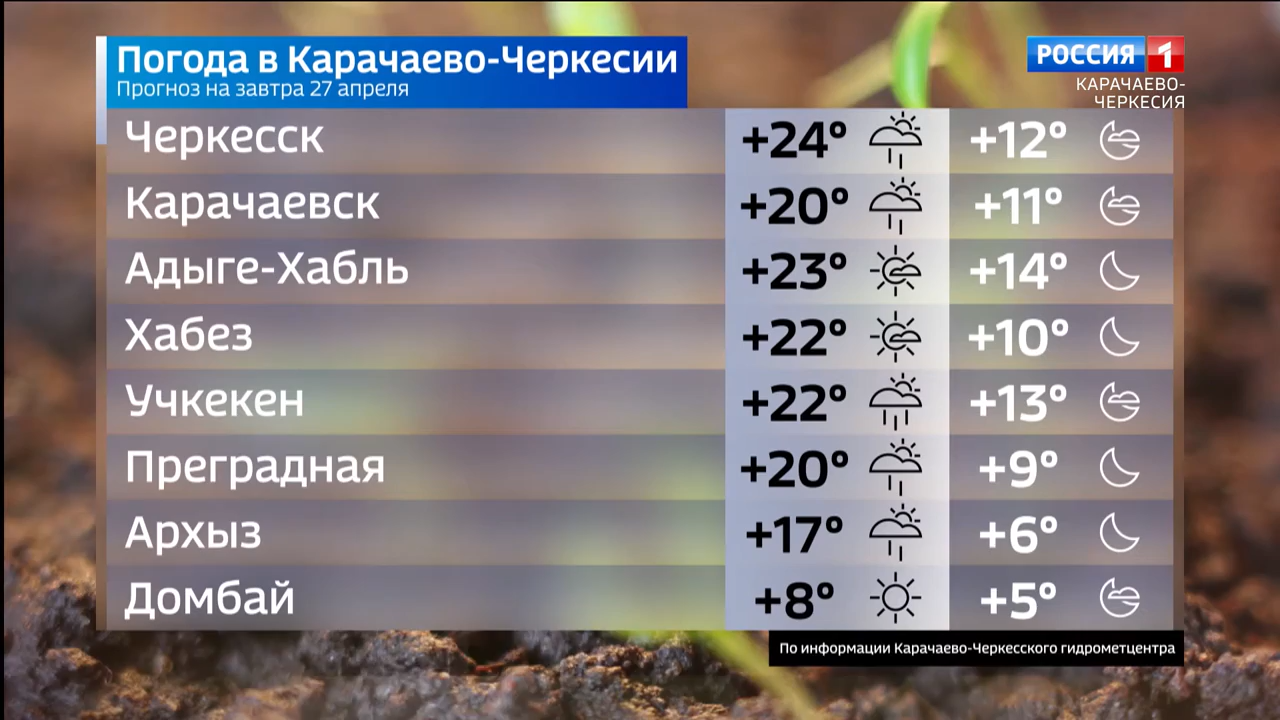 Погода в Карачаево-Черкесии
Прогноз на завтра 27 апреля
РОССИЯ 1
КАРАЧАЕВО-
ЧЕРКЕСИЯ
Черкесск +24° +12°
Карачаевск +20° +11°
Адыге-Хабль +23° +14°
Хабез +22° +10°
Учкекен +22° +13°
Преградная +20° +9°
Архыз +17° +6°
Домбай +8° +5°
По информации Карачаево-Черкесского гидрометцентра